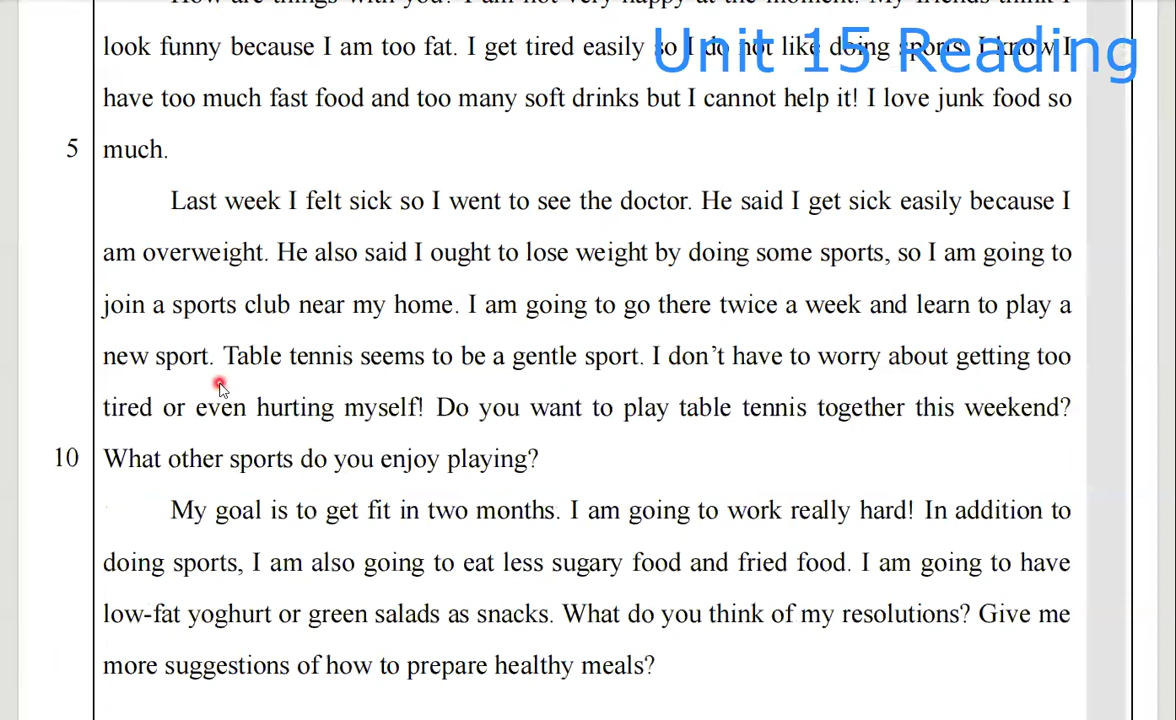 How are things with you? I am not very happy at the moment. My friends think I
look funny because I am too fat. I get tired easily so I do not like doing sports. I know I
Unit 15 Reading
have too much fast food and too many soft drinks but I cannot help it! I love junk food so
5 much.
Last week I felt sick so I went to see the doctor. He said I get sick easily because I
am overweight. He also said I ought to lose weight by doing some sports, so I am going to
join a sports club near my home. I am going to go there twice a week and learn to play a
new sport. Table tennis seems to be a gentle sport. I don’t have to worry about getting too
tired or even hurting myself! Do you want to play table tennis together this weekend?
10 What other sports do you enjoy playing?
My goal is to get fit in two months. I am going to work really hard! In addition to
doing sports, I am also going to eat less sugary food and fried food. I am going to have
low-fat yoghurt or green salads as snacks. What do you think of my resolutions? Give me
more suggestions of how to prepare healthy meals?